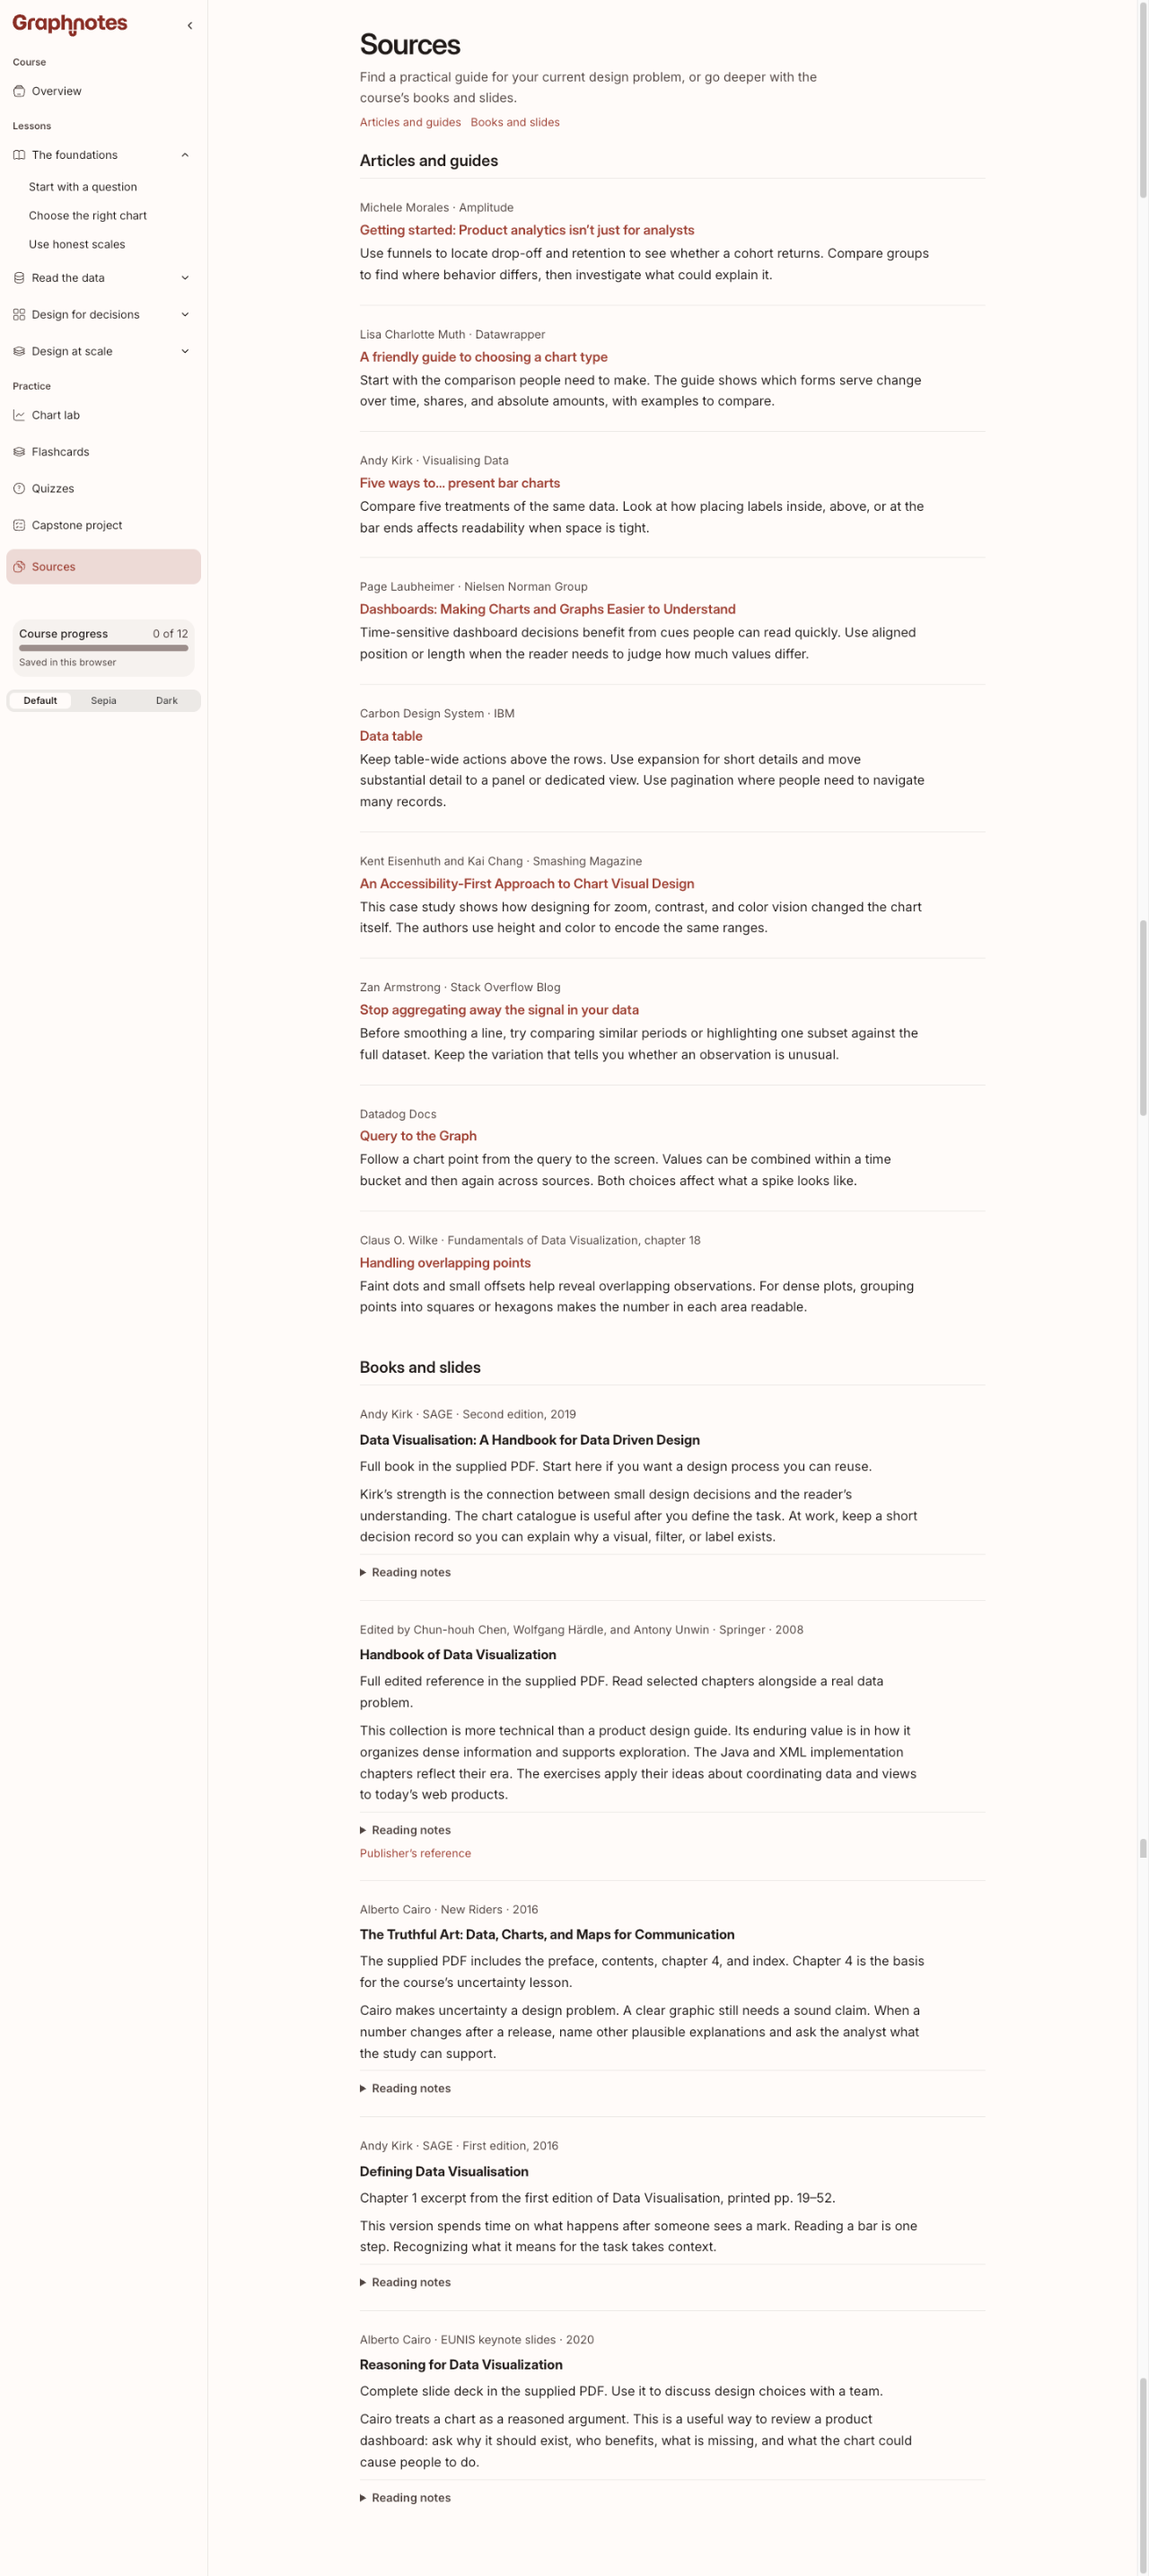 Graphnotes
Course
Overview
Lessons
The foundations
Start with a question
Choose the right chart
Use honest scales
Read the data
Design for decisions
Design at scale
Practice
Chart lab
Flashcards
Quizzes
Capstone project
Sources
Course progress 0 of 12
Saved in this browser
Default Sepia Dark
Sources
Find a practical guide for your current design problem, or go deeper with the
course’s books and slides.
Articles and guides Books and slides
Articles and guides
Michele Morales · Amplitude
Getting started: Product analytics isn’t just for analysts
Use funnels to locate drop-off and retention to see whether a cohort returns. Compare groups
to find where behavior differs, then investigate what could explain it.
Lisa Charlotte Muth · Datawrapper
A friendly guide to choosing a chart type
Start with the comparison people need to make. The guide shows which forms serve change
over time, shares, and absolute amounts, with examples to compare.
Andy Kirk · Visualising Data
Five ways to… present bar charts
Compare five treatments of the same data. Look at how placing labels inside, above, or at the
bar ends affects readability when space is tight.
Page Laubheimer · Nielsen Norman Group
Dashboards: Making Charts and Graphs Easier to Understand
Time-sensitive dashboard decisions benefit from cues people can read quickly. Use aligned
position or length when the reader needs to judge how much values differ.
Carbon Design System · IBM
Data table
Keep table-wide actions above the rows. Use expansion for short details and move
substantial detail to a panel or dedicated view. Use pagination where people need to navigate
many records.
Kent Eisenhuth and Kai Chang · Smashing Magazine
An Accessibility-First Approach to Chart Visual Design
This case study shows how designing for zoom, contrast, and color vision changed the chart
itself. The authors use height and color to encode the same ranges.
Zan Armstrong · Stack Overflow Blog
Stop aggregating away the signal in your data
Before smoothing a line, try comparing similar periods or highlighting one subset against the
full dataset. Keep the variation that tells you whether an observation is unusual.
Datadog Docs
Query to the Graph
Follow a chart point from the query to the screen. Values can be combined within a time
bucket and then again across sources. Both choices affect what a spike looks like.
Claus O. Wilke · Fundamentals of Data Visualization, chapter 18
Handling overlapping points
Faint dots and small offsets help reveal overlapping observations. For dense plots, grouping
points into squares or hexagons makes the number in each area readable.
Books and slides
Andy Kirk · SAGE · Second edition, 2019
Data Visualisation: A Handbook for Data Driven Design
Full book in the supplied PDF. Start here if you want a design process you can reuse.
Kirk’s strength is the connection between small design decisions and the reader’s
understanding. The chart catalogue is useful after you define the task. At work, keep a short
decision record so you can explain why a visual, filter, or label exists.
Reading notes
Edited by Chun-houh Chen, Wolfgang Härdle, and Antony Unwin · Springer · 2008
Handbook of Data Visualization
Full edited reference in the supplied PDF. Read selected chapters alongside a real data
problem.
This collection is more technical than a product design guide. Its enduring value is in how it
organizes dense information and supports exploration. The Java and XML implementation
chapters reflect their era. The exercises apply their ideas about coordinating data and views
to today’s web products.
Reading notes
Publisher’s reference
Alberto Cairo · New Riders · 2016
The Truthful Art: Data, Charts, and Maps for Communication
The supplied PDF includes the preface, contents, chapter 4, and index. Chapter 4 is the basis
for the course’s uncertainty lesson.
Cairo makes uncertainty a design problem. A clear graphic still needs a sound claim. When a
number changes after a release, name other plausible explanations and ask the analyst what
the study can support.
Reading notes
Andy Kirk · SAGE · First edition, 2016
Defining Data Visualisation
Chapter 1 excerpt from the first edition of Data Visualisation, printed pp. 19–52.
This version spends time on what happens after someone sees a mark. Reading a bar is one
step. Recognizing what it means for the task takes context.
Reading notes
Alberto Cairo · EUNIS keynote slides · 2020
Reasoning for Data Visualization
Complete slide deck in the supplied PDF. Use it to discuss design choices with a team.
Cairo treats a chart as a reasoned argument. This is a useful way to review a product
dashboard: ask why it should exist, who benefits, what is missing, and what the chart could
cause people to do.
Reading notes